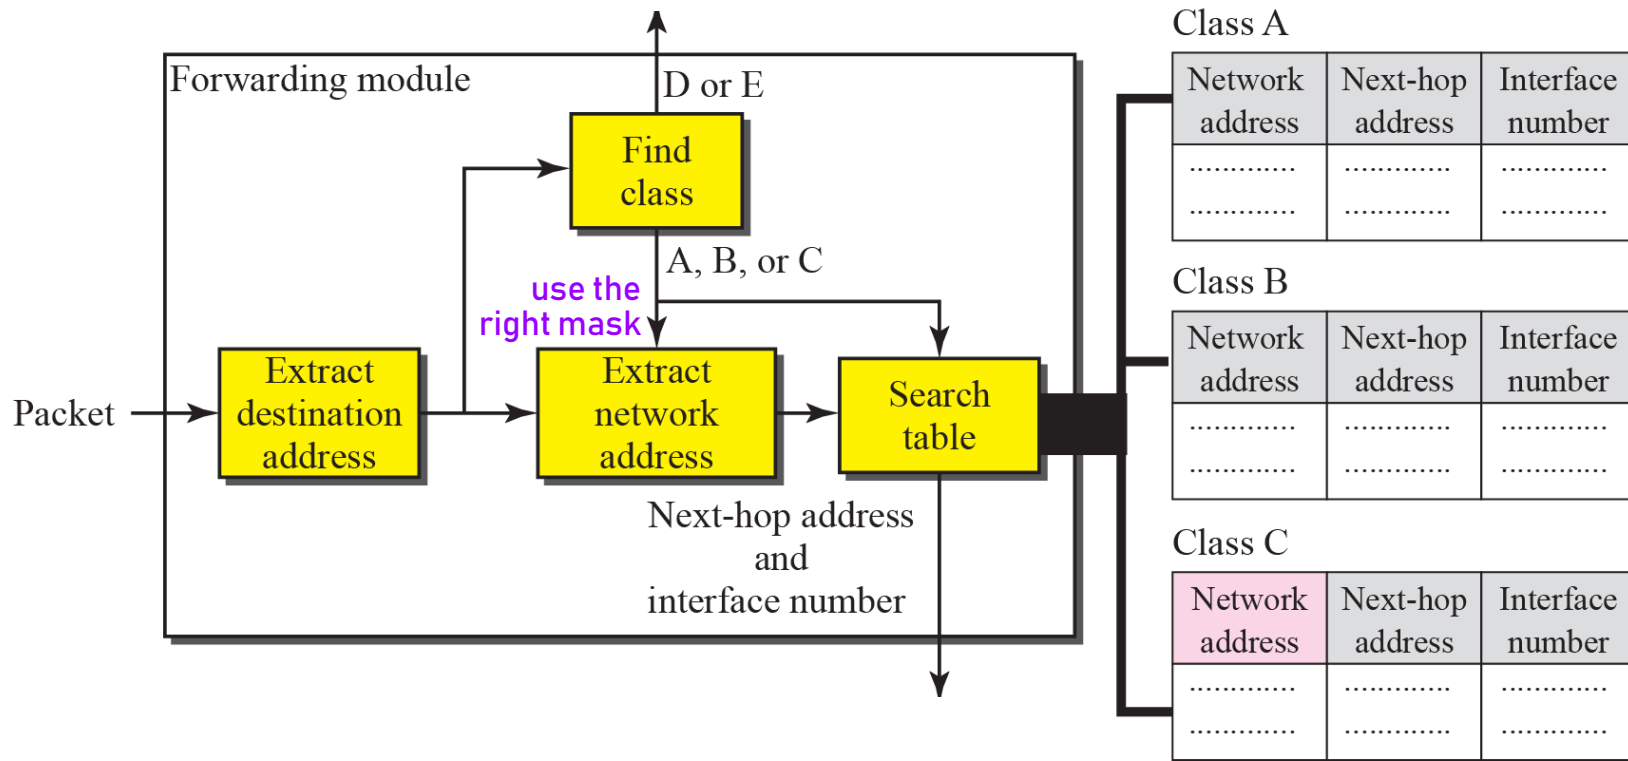 Forwarding module
D or E
Find
class
A, B, or C
use the
right mask
Packet
Extract
destination
address
Extract
network
address
Search
table
Next-hop address
and
interface number
Class A
Network address
Next-hop address
Interface number
.............
.............
.............
.............
.............
.............
Class B
Network address
Next-hop address
Interface number
.............
.............
.............
.............
.............
.............
Class C
Network address
Next-hop address
Interface number
.............
.............
.............
.............
.............
.............